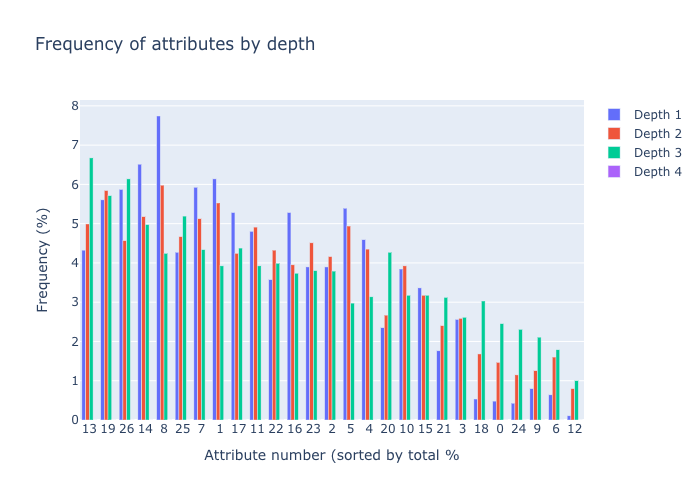 Frequency of attributes by depth
8
7
6
5
4
3
2
1
0
Frequency (%)
13 19 26 14 8 25 7 1 17 11 22 16 23 2 5 4 20 10 15 21 3 18 0 24 9 6 12
Attribute number (sorted by total %
Depth 1
Depth 2
Depth 3
Depth 4